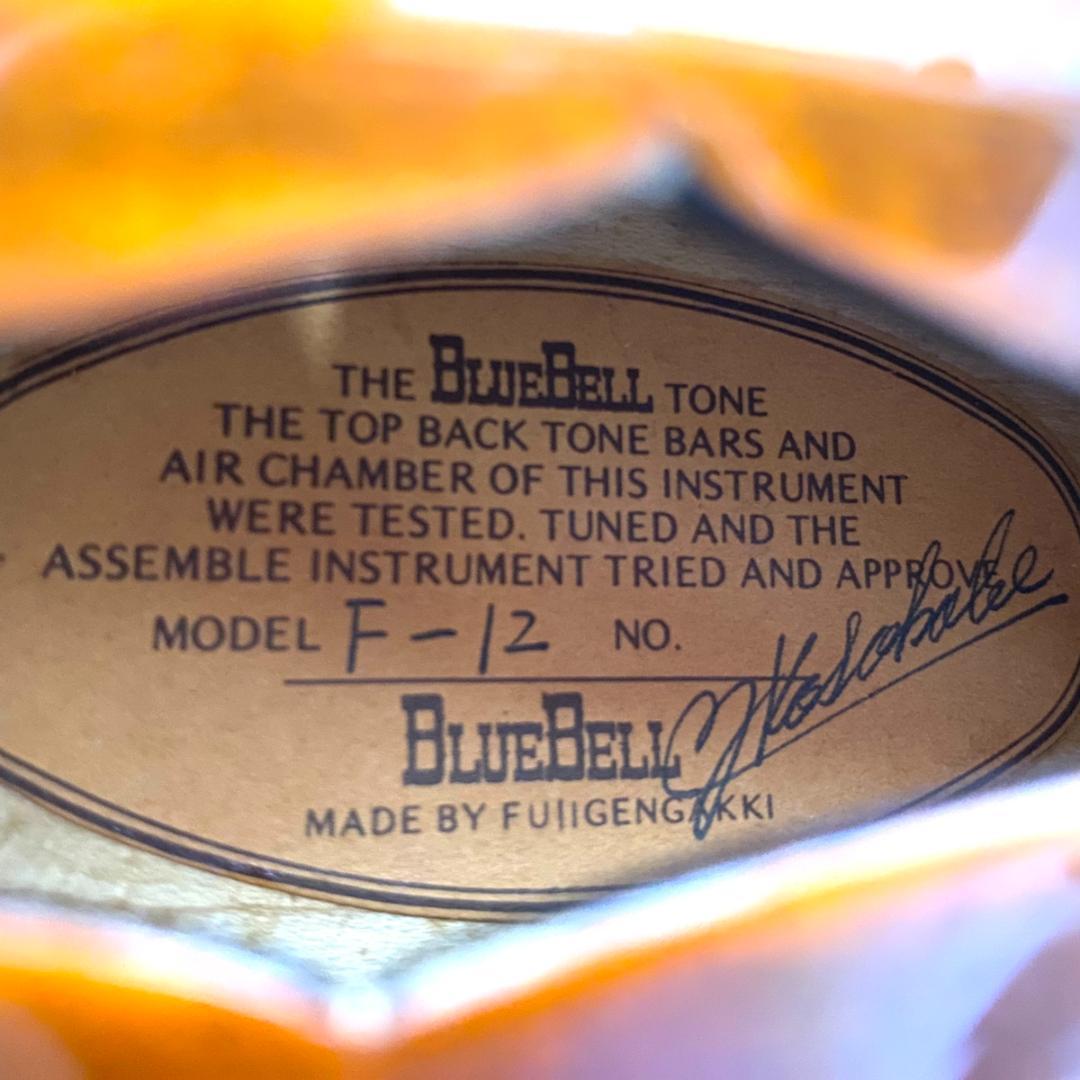 THE BLUEBELL TONE
THE TOP BACK TONE BARS AND
AIR CHAMBER OF THIS INSTRUMENT
WERE TESTED. TUNED AND THE
ASSEMBLE INSTRUMENT TRIED AND APPROVE
MODEL F-12 NO.
BLUEBELL
MADE BY FUJIGENGAKKI